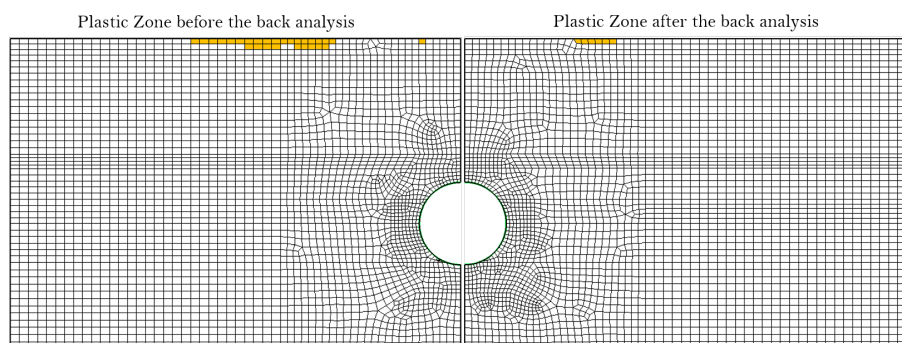 Plastic Zone before the back analysis
Plastic Zone after the back analysis